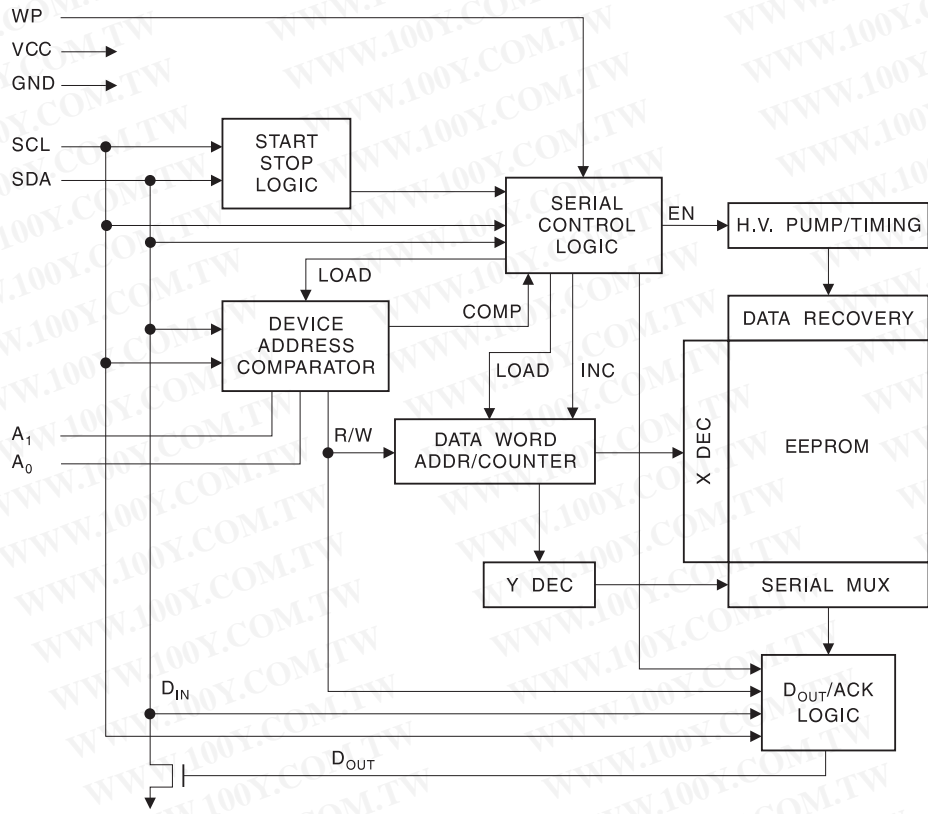 WP
VCC
GND
SCL
SDA
START
STOP
LOGIC
SERIAL
CONTROL
LOGIC
EN
H.V. PUMP/TIMING
LOAD
COMP
DATA RECOVERY
DEVICE
ADDRESS
COMPARATOR
LOAD
INC
A1
A0
R/W
DATA WORD
ADDR/COUNTER
X DEC
EEPROM
Y DEC
SERIAL MUX
DIN
DOUT/ACK
LOGIC
DOUT
WWW.100Y.COM.TW